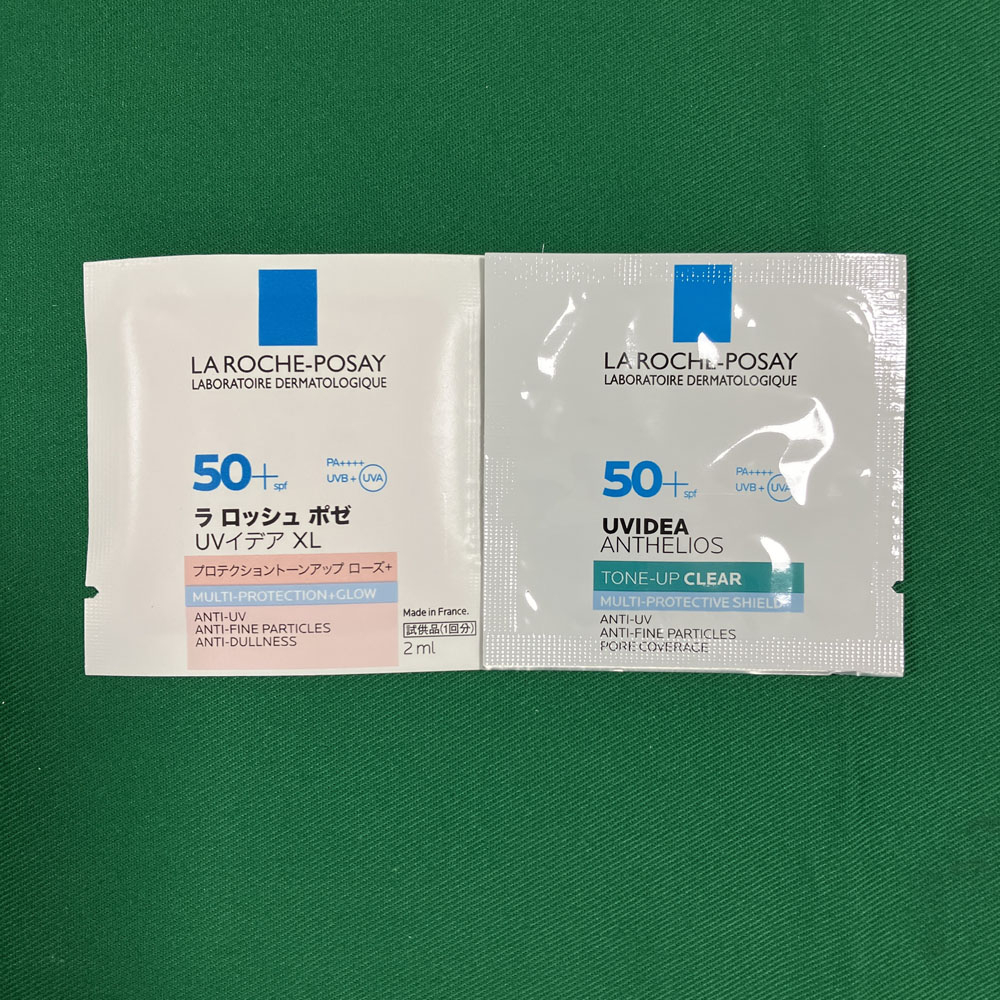 LA ROCHE-POSAY
LABORATOIRE DERMATOLOGIQUE
50+ spf
PA++++
UVB + UVA
ラ ロッシュ ポゼ
UVイデア XL
プロテクショントーンアップ ローズ+
MULTI-PROTECTION+GLOW
ANTI-UV
ANTI-FINE PARTICLES
ANTI-DULLNESS
Made in France.
試供品(1回分)
2 ml
LA ROCHE-POSAY
LABORATOIRE DERMATOLOGIQUE
50+ spf
PA++++
UVB + UVA
UVIDEA
ANTHELIOS
TONE-UP CLEAR
MULTI-PROTECTIVE SHIELD
ANTI-UV
ANTI-FINE PARTICLES
PORE COVERAGE